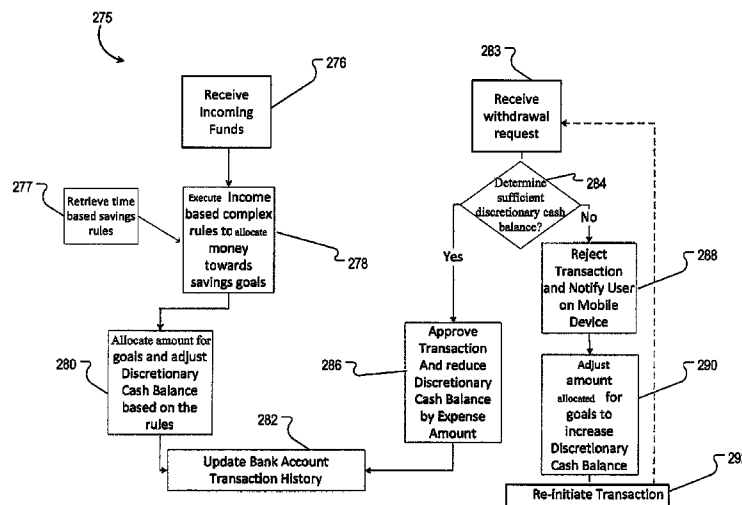 275
276
Receive
Incoming
Funds
277
Retrieve time
based savings
rules
Execute Income
based complex
rules to allocate
money
towards
savings goals
278
280
Allocate amount for
goals and adjust
Discretionary
Cash Balance
based on the
rules
282
Update Bank Account
Transaction History
283
Receive
withdrawal
request
284
Determine
sufficient
discretionary cash
balance?
Yes
No
286
Approve
Transaction
And reduce
Discretionary
Cash Balance
by Expense
Amount
288
Reject
Transaction
and Notify User
on Mobile
Device
290
Adjust
amount
allocated for
goals to
increase
Discretionary
Cash Balance
Re-Initiate Transaction